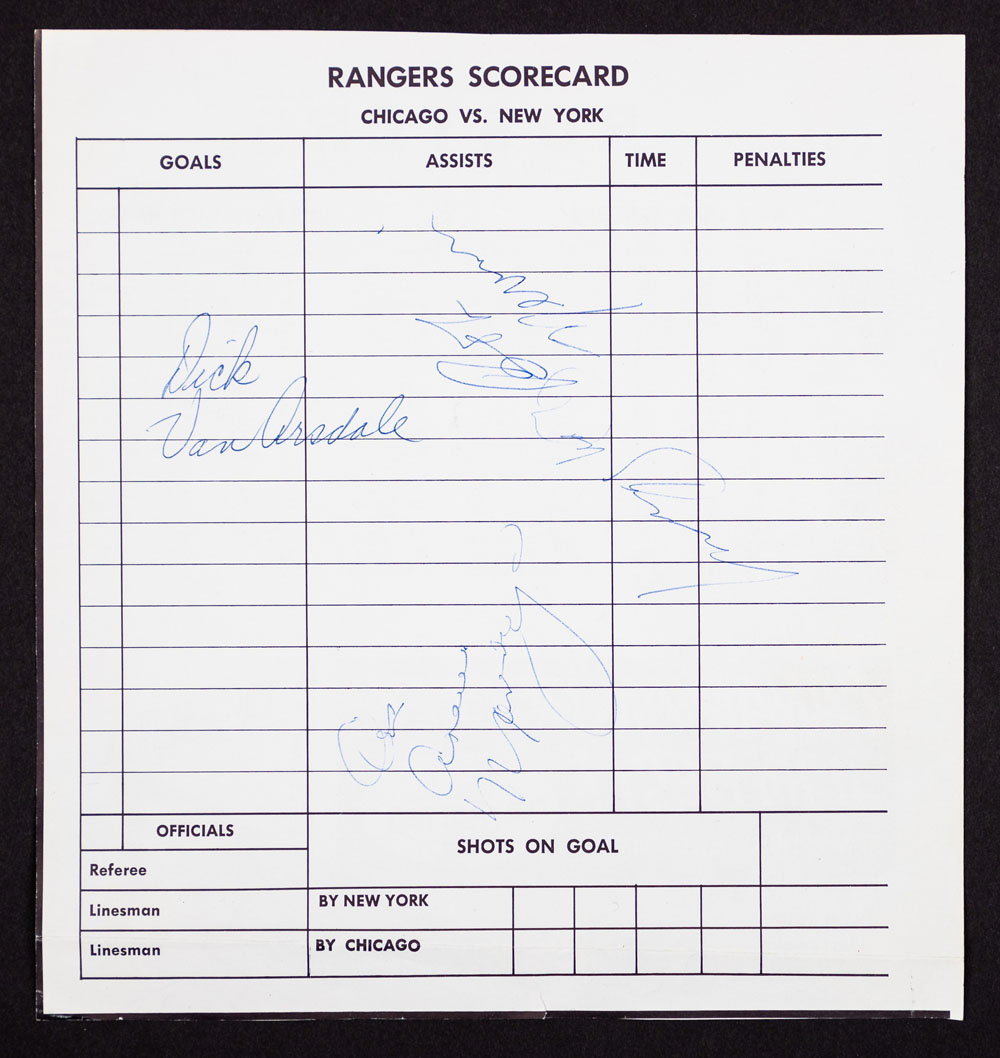 RANGERS SCORECARD
CHICAGO VS. NEW YORK
GOALS ASSISTS TIME PENALTIES
Dick
Van Arsdale
OFFICIALS
SHOTS ON GOAL
Referee
Linesman
BY NEW YORK
Linesman
BY CHICAGO